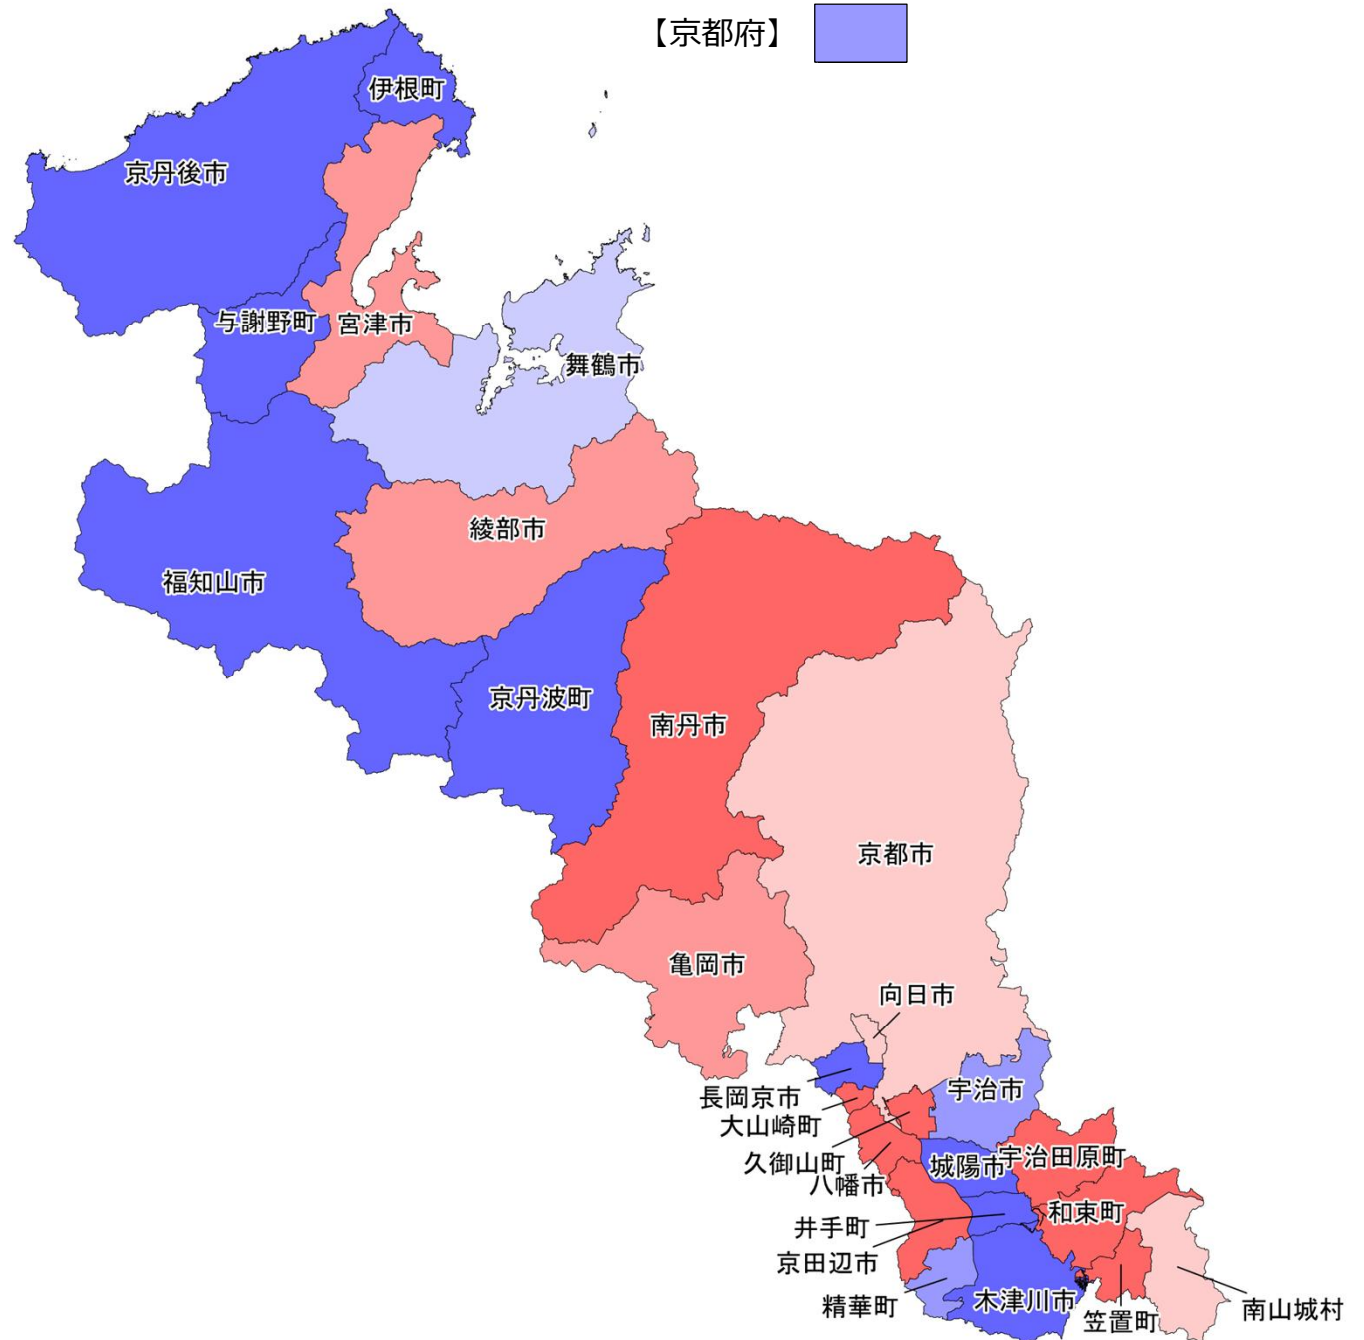 【京都府】
伊根町
京丹後市
与謝野町
宮津市
舞鶴市
綾部市
福知山市
京丹波町
南丹市
京都市
亀岡市
向日市
長岡京市
宇治市
大山崎町
久御山町
城陽市
宇治田原町
八幡市
和束町
井手町
京田辺市
精華町
木津川市
笠置町
南山城村